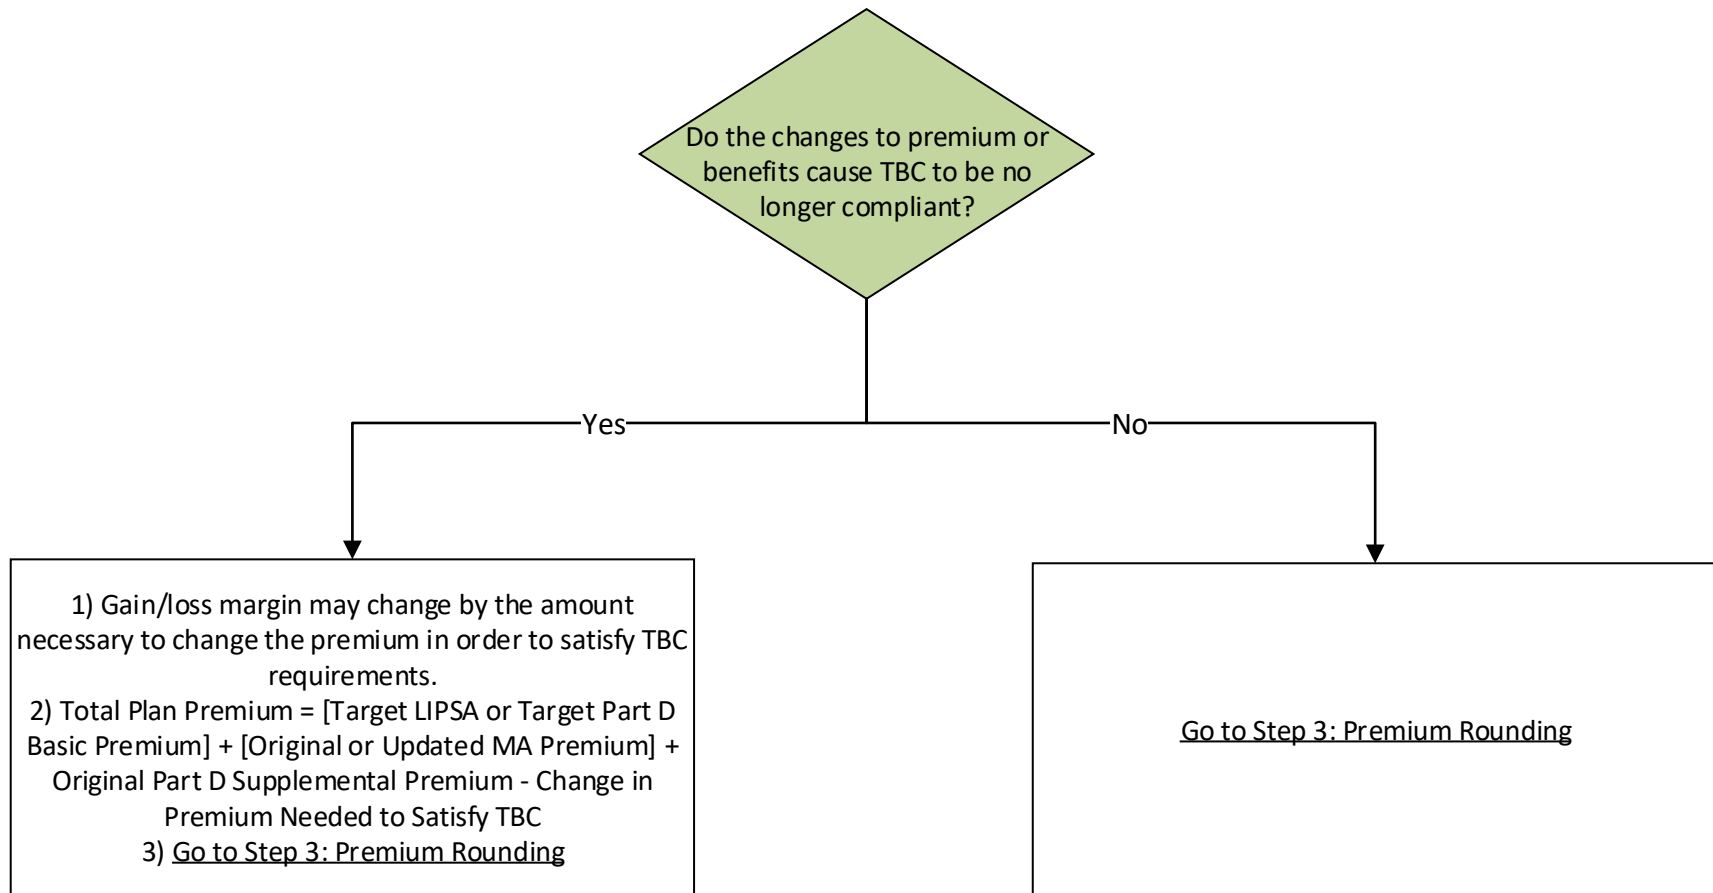 Do the changes to premium or
benefits cause TBC to be no
longer compliant?
Yes
No
1) Gain/loss margin may change by the amount
necessary to change the premium in order to satisfy TBC
requirements.
2) Total Plan Premium = [Target LIPSA or Target Part D
Basic Premium] + [Original or Updated MA Premium] +
Original Part D Supplemental Premium - Change in
Premium Needed to Satisfy TBC
3) Go to Step 3: Premium Rounding
Go to Step 3: Premium Rounding